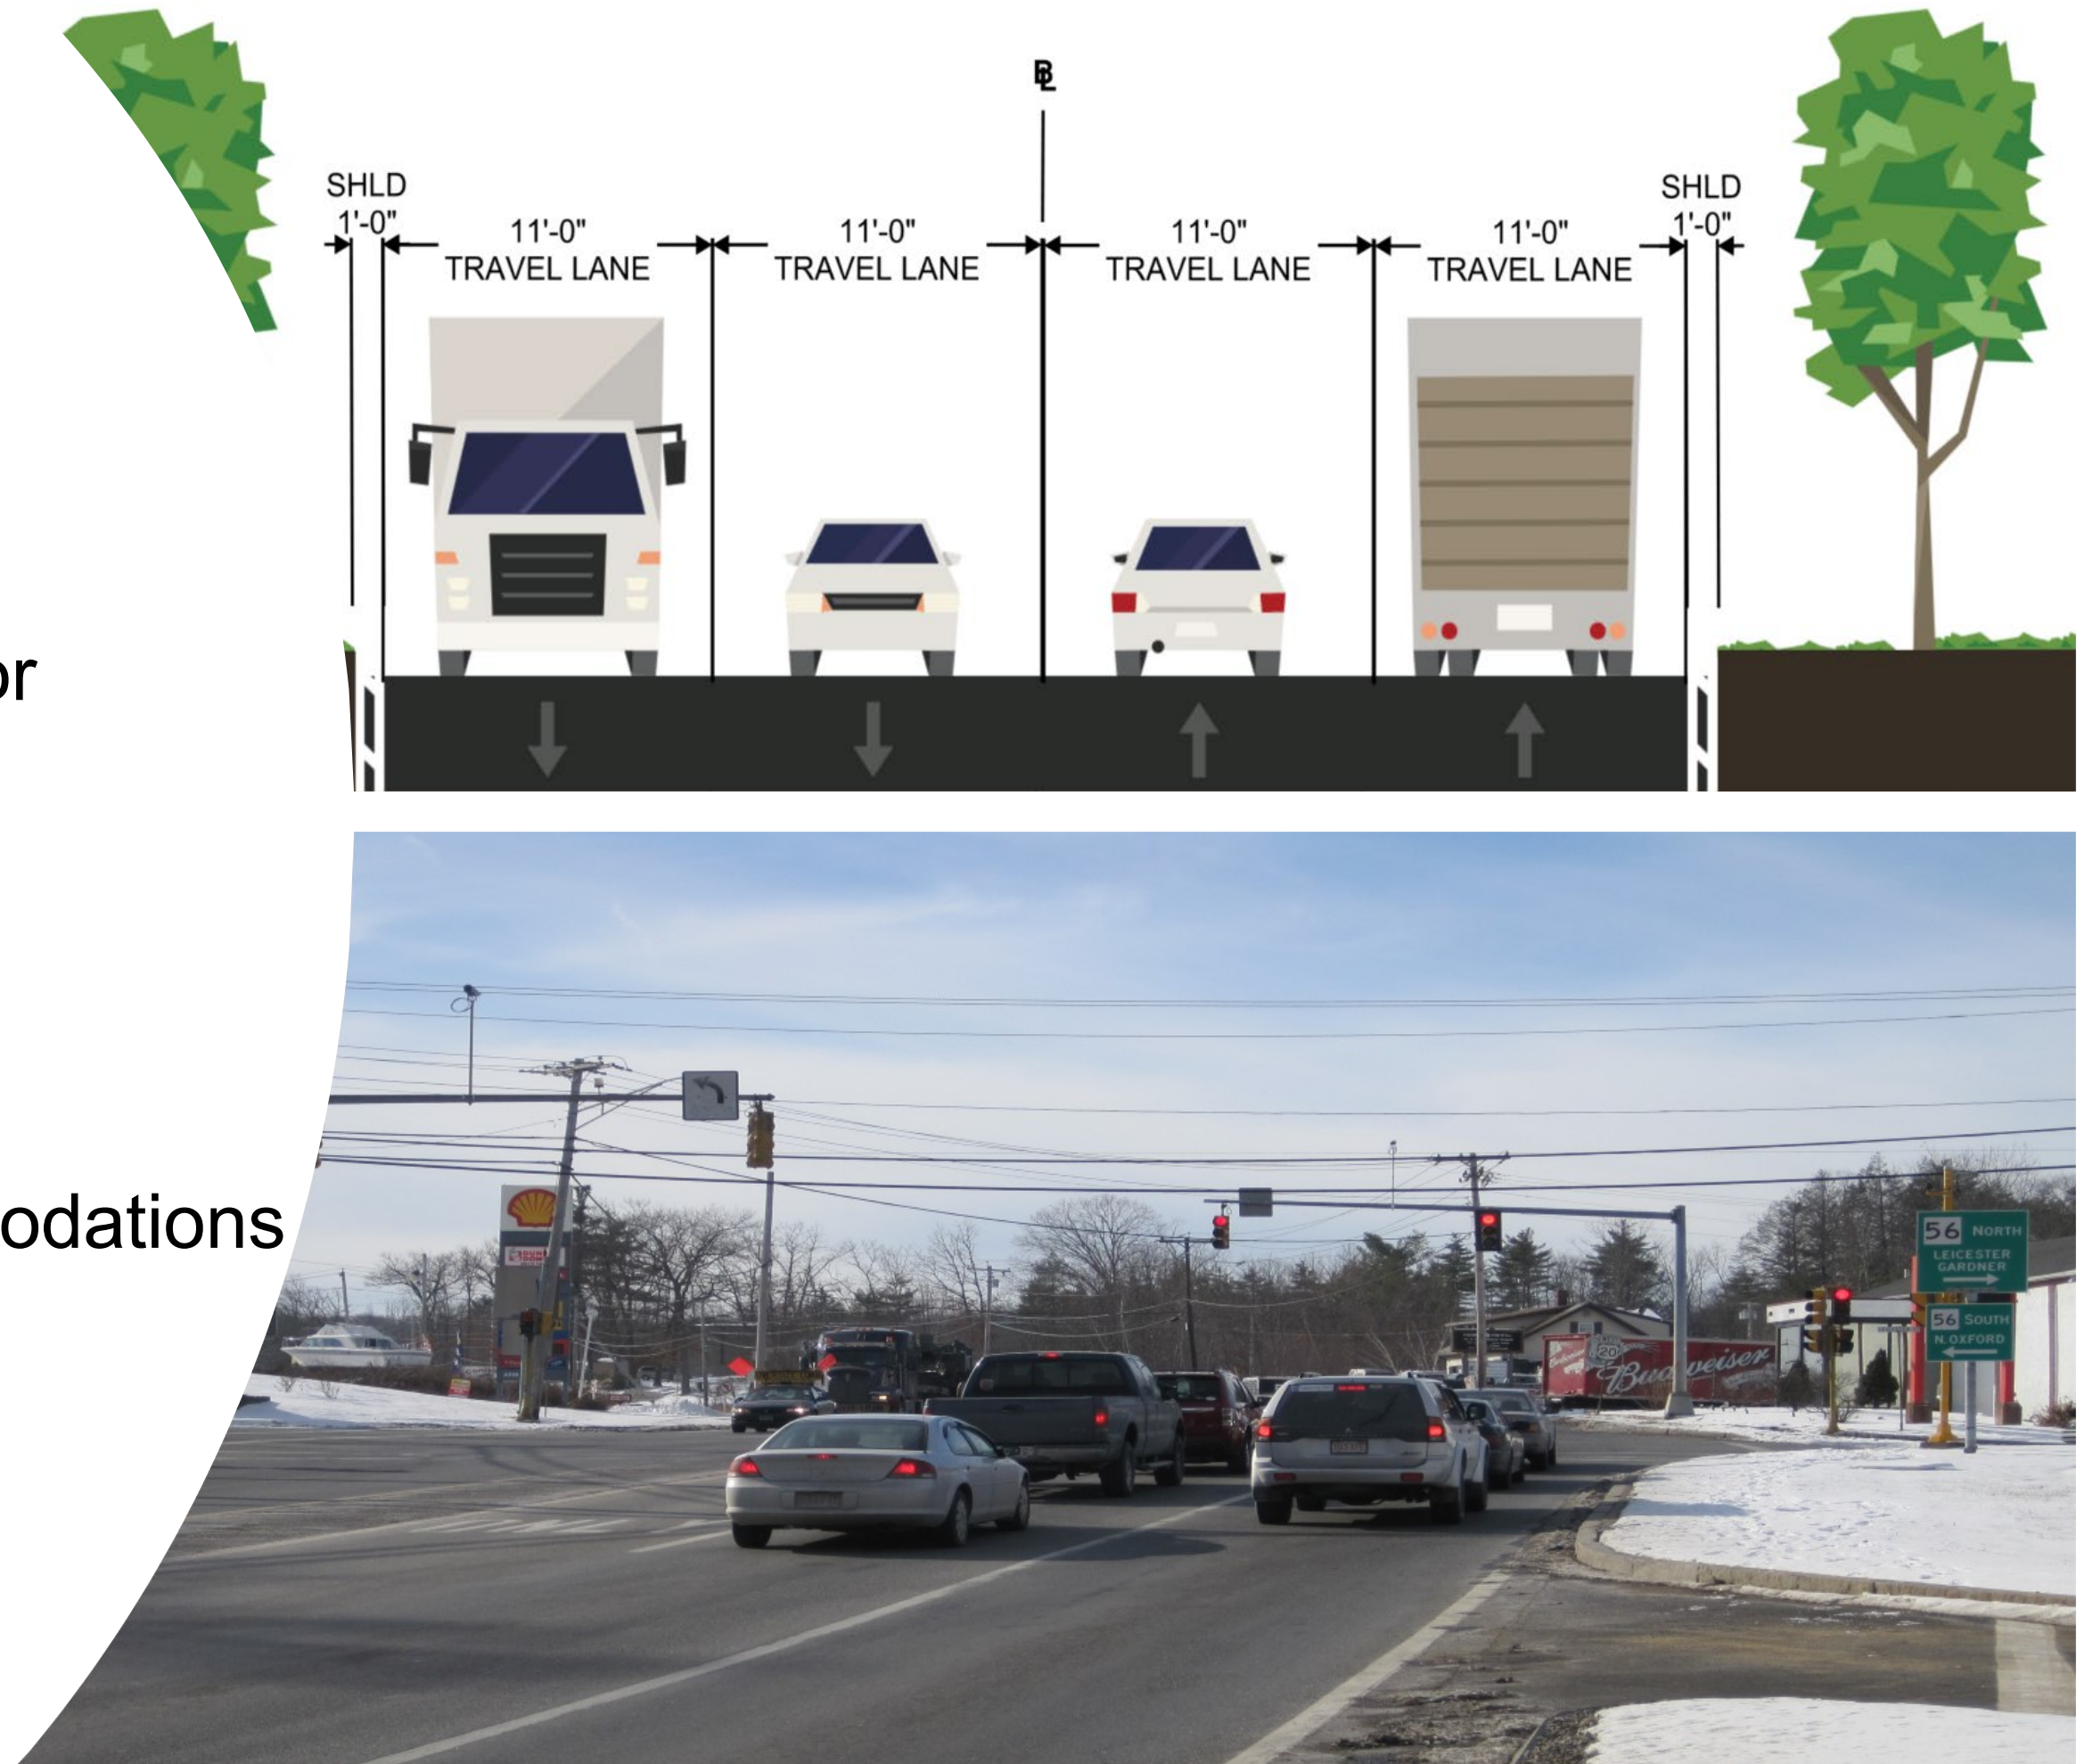 BL
SHLD
1'-0"
11'-0"
TRAVEL LANE
11'-0"
TRAVEL LANE
11'-0"
TRAVEL LANE
11'-0"
TRAVEL LANE
SHLD
1'-0"
or
odations
56 NORTH
LEICESTER
GARDNER
56 SOUTH
N.OXFORD
20
Budweiser